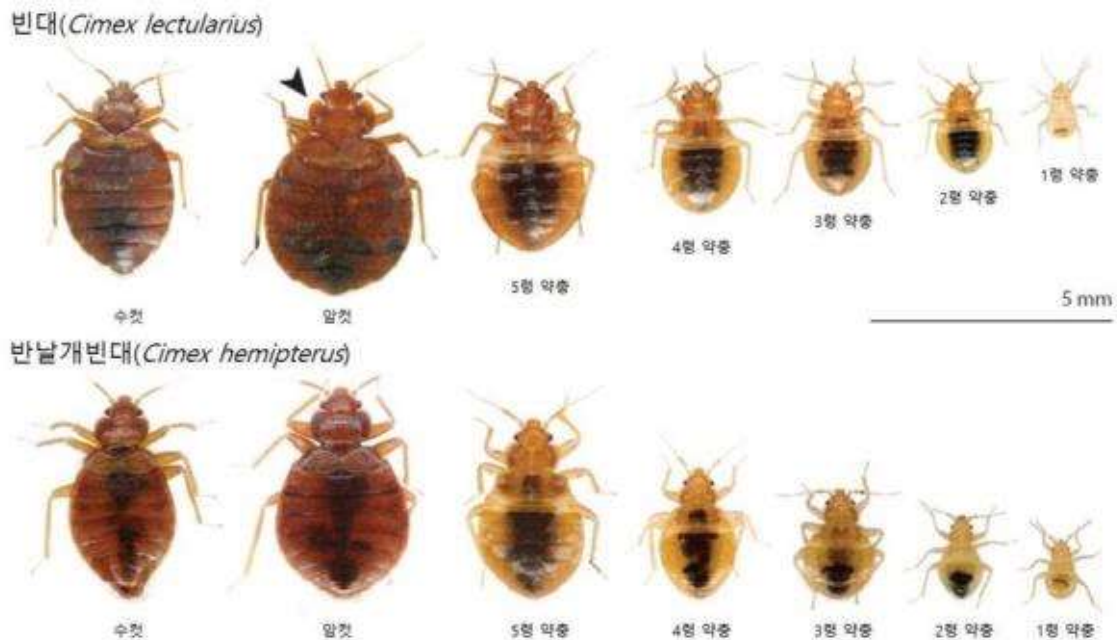 빈대(Cimex lectularius)
수컷
암컷
5령 약충
4령 약충
3령 약충
2령 약충
1령 약충
5 mm
반날개빈대(Cimex hemipterus)
수컷
암컷
5령 약충
4령 약충
3령 약충
2령 약충
1령 약충